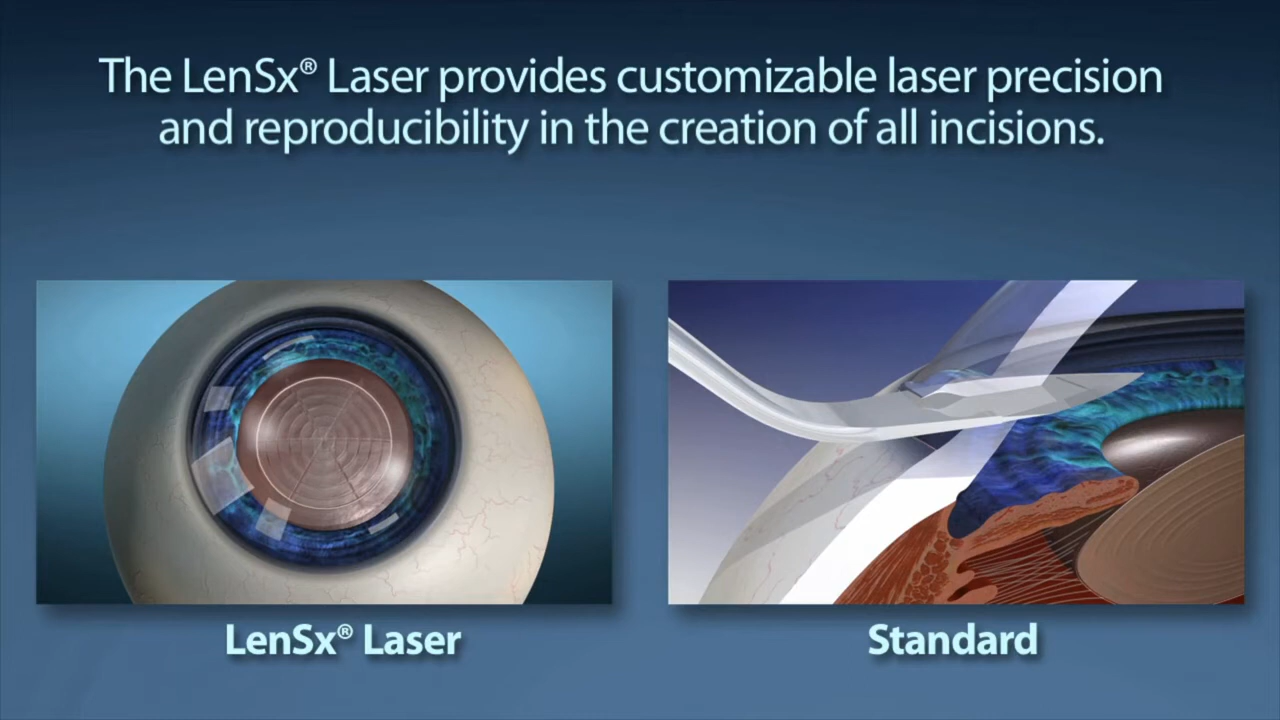 The LenSx® Laser provides customizable laser precision
and reproducibility in the creation of all incisions.
LenSx® Laser
Standard